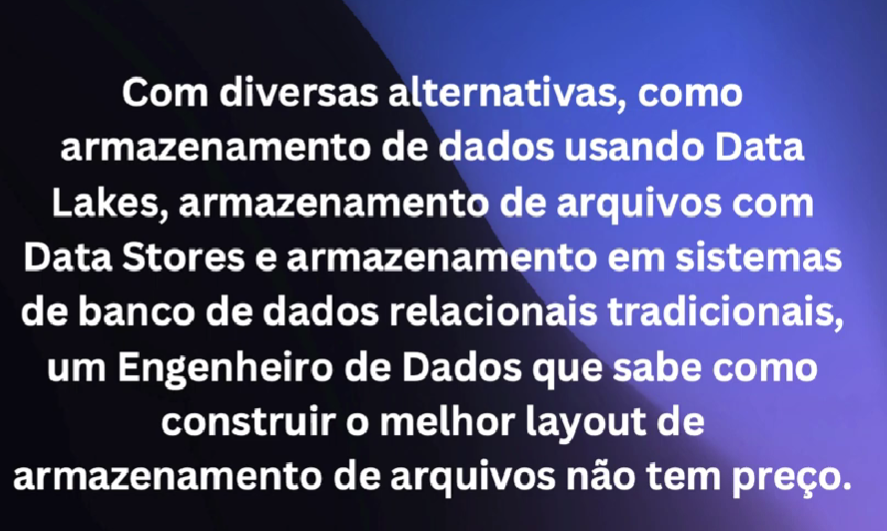 Com diversas alternativas, como
armazenamento de dados usando Data
Lakes, armazenamento de arquivos com
Data Stores e armazenamento em sistemas
de banco de dados relacionais tradicionais,
um Engenheiro de Dados que sabe como
construir o melhor layout de
armazenamento de arquivos não tem preço.